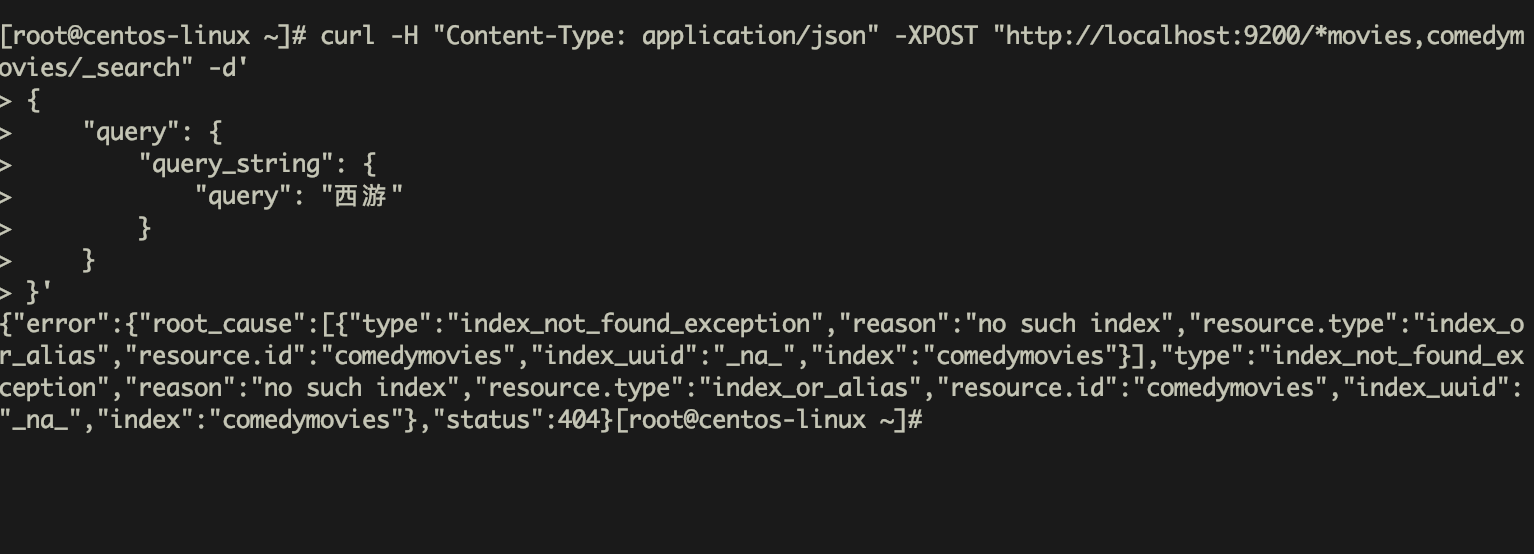 [root@centos-linux ~]# curl -H "Content-Type: application/json" -XPOST "http://localhost:9200/*movies,comedym
ovies/_search" -d'
> {
>     "query": {
>         "query_string": {
>             "query": "西游"
>         }
>     }
> }'
{"error":{"root_cause":[{"type":"index_not_found_exception","reason":"no such index","resource.type":"index_o
r_alias","resource.id":"comedymovies","index_uuid":"_na_","index":"comedymovies"}],"type":"index_not_found_ex
ception","reason":"no such index","resource.type":"index_or_alias","resource.id":"comedymovies","index_uuid":
"_na_","index":"comedymovies"},"status":404}[root@centos-linux ~]#